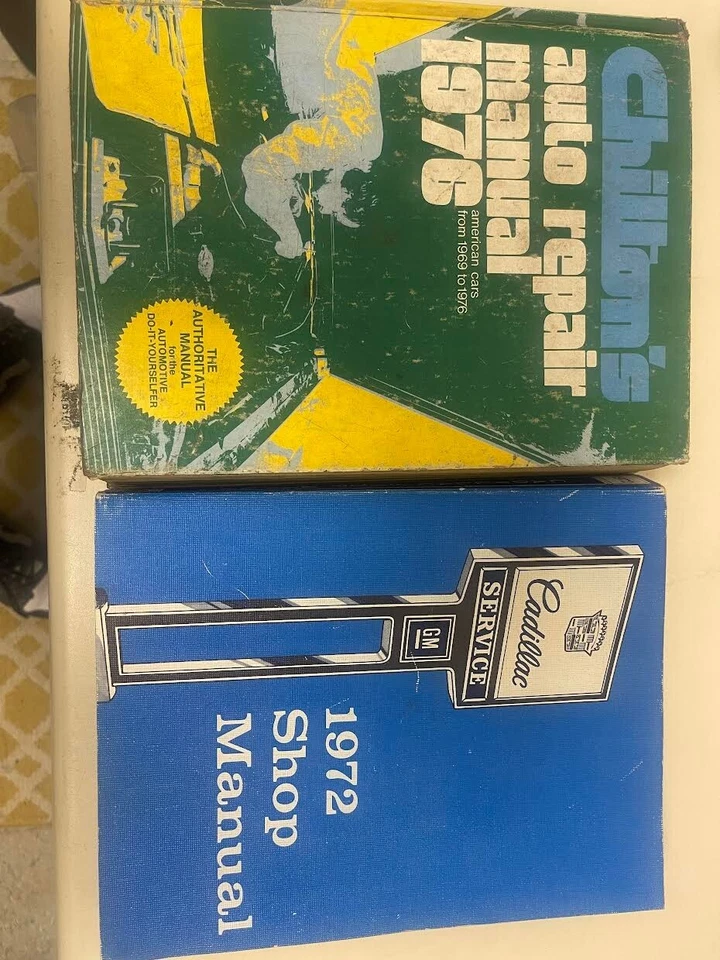 Chilton's
auto repair
manual
1976
american cars
from 1969 to 1976
THE
AUTHORITATIVE
MANUAL
for the
AUTOMOTIVE
DO-IT-YOURSELFER
Cadillac
SERVICE
GM
1972
Shop
Manual